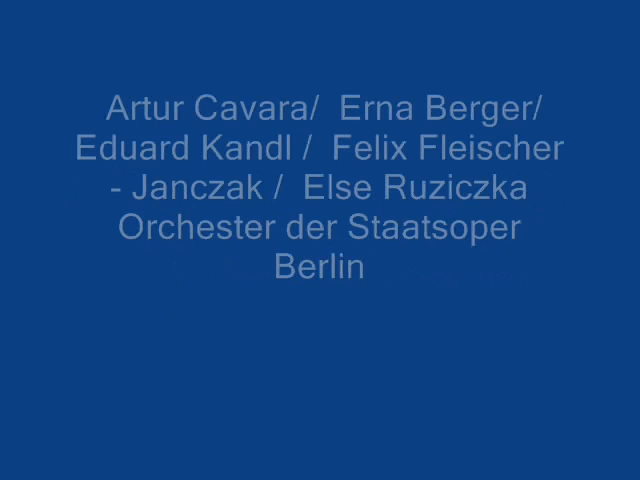 Artur Cavara/  Erna Berger/
Eduard Kandl /  Felix Fleischer
- Janczak /  Else Ruziczka
Orchester der Staatsoper
Berlin